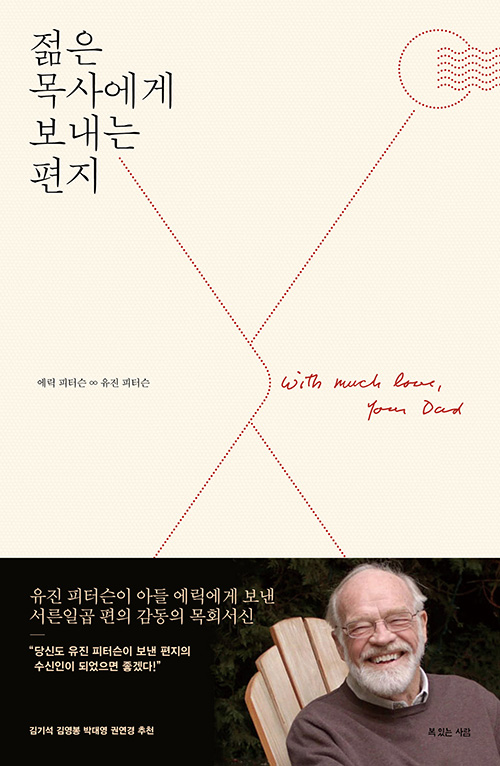 젊은
목사에게
보내는
편지
에릭 피터슨 ∞ 유진 피터슨
With much love,
Your Dad
유진 피터슨이 아들 에릭에게 보낸
서른일곱 편의 감동의 목회서신
“당신도 유진 피터슨이 보낸 편지의
수신인이 되었으면 좋겠다!”
김기석 김영봉 박대영 권연경 추천
복 있는 사람